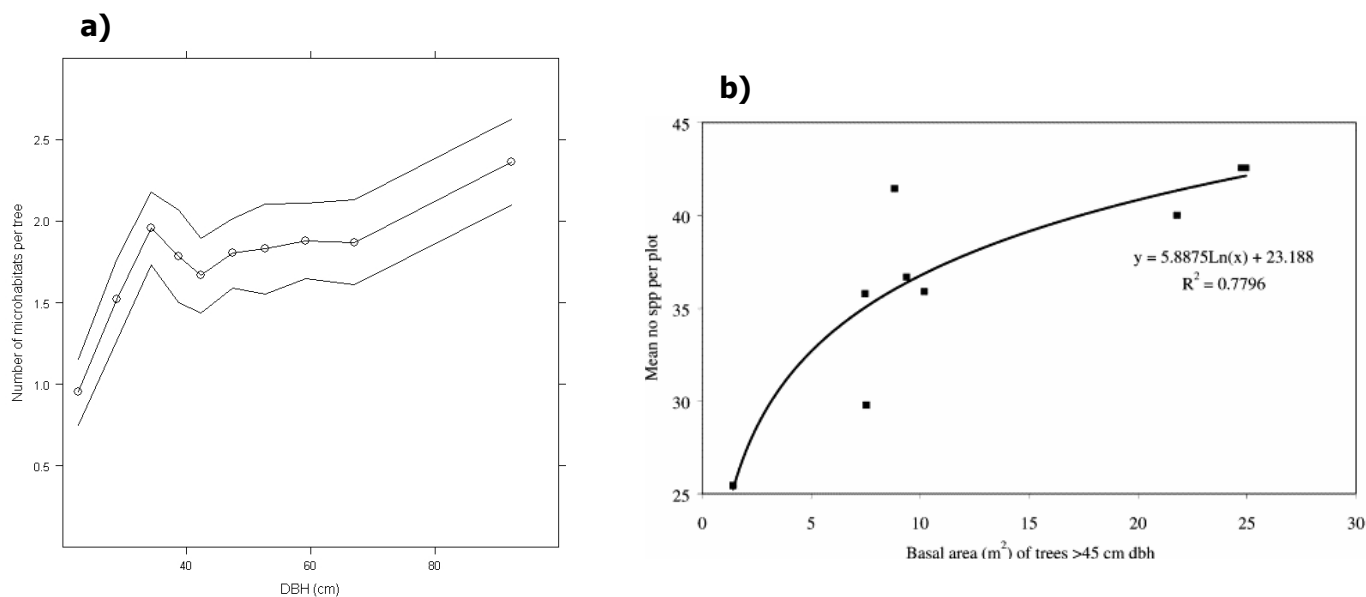 a)
2.5
2.0
1.5
1.0
0.5
Number of microhabitats per tree
40 60 80
DBH (cm)
b)
45
40
35
30
25
Mean no spp per plot
y = 5.8875Ln(x) + 23.188
R² = 0.7796
0 5 10 15 20 25 30
Basal area (m²) of trees >45 cm dbh